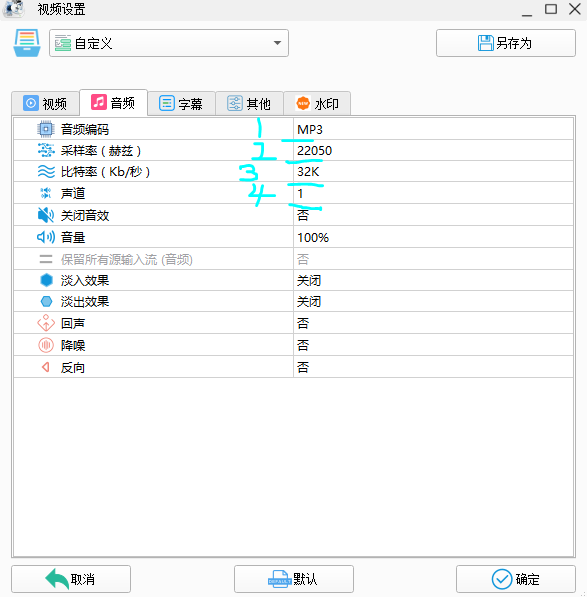 视频设置
自定义
另存为
视频 音频 字幕 其他 水印
音频编码 1 MP3
采样率（赫兹） 2 22050
比特率（Kb/秒） 3 32K
声道 4 1
关闭音效 否
音量 100%
保留所有源输入流 (音频) 否
淡入效果 关闭
淡出效果 关闭
回声 否
降噪 否
反向 否
取消 DEFAULT 默认 确定